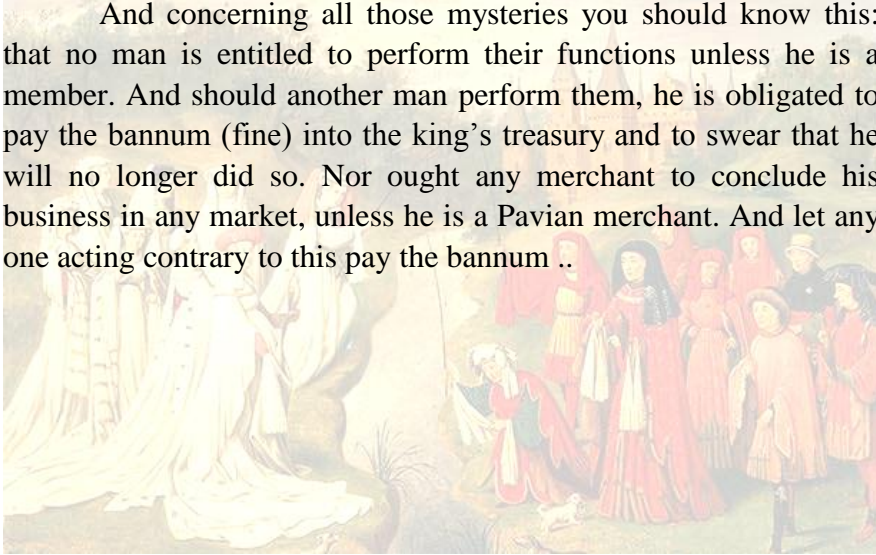 And concerning all those mysteries you should know this:
that no man is entitled to perform their functions unless he is a
member. And should another man perform them, he is obligated to
pay the bannum (fine) into the king’s treasury and to swear that he
will no longer did so. Nor ought any merchant to conclude his
business in any market, unless he is a Pavian merchant. And let any
one acting contrary to this pay the bannum ..